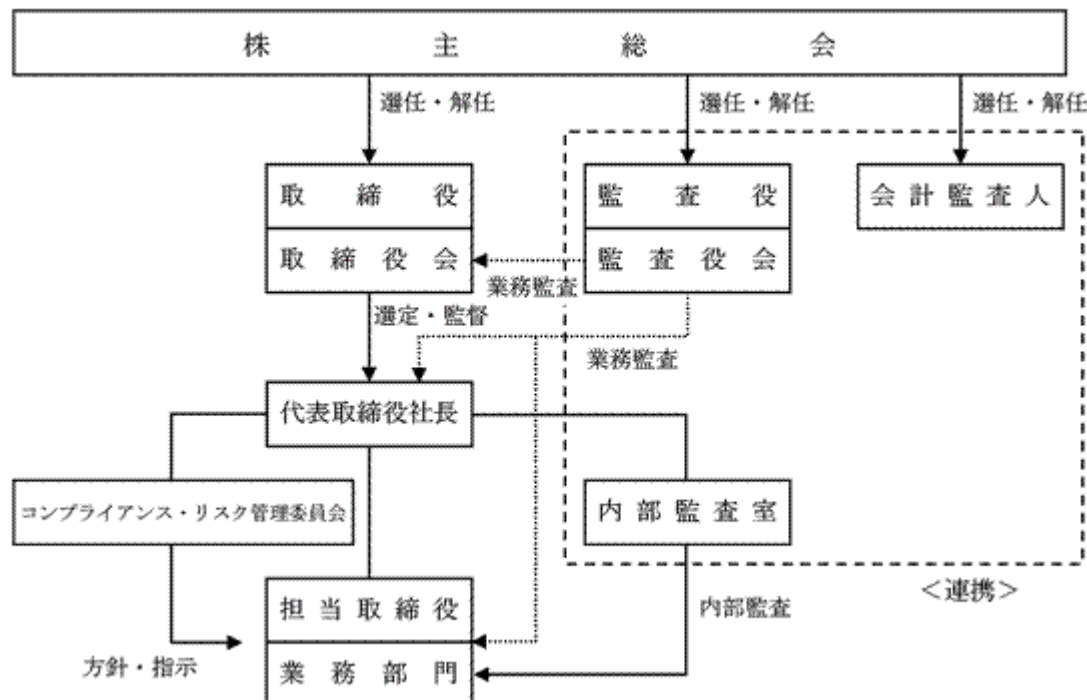 株主総会
選任・解任
選任・解任
選任・解任
取締役
監査役
会計監査人
取締役会
監査役会
業務監査
選定・監督
業務監査
代表取締役社長
コンプライアンス・リスク管理委員会
内部監査室
<連携>
担当取締役
内部監査
方針・指示
業務部門